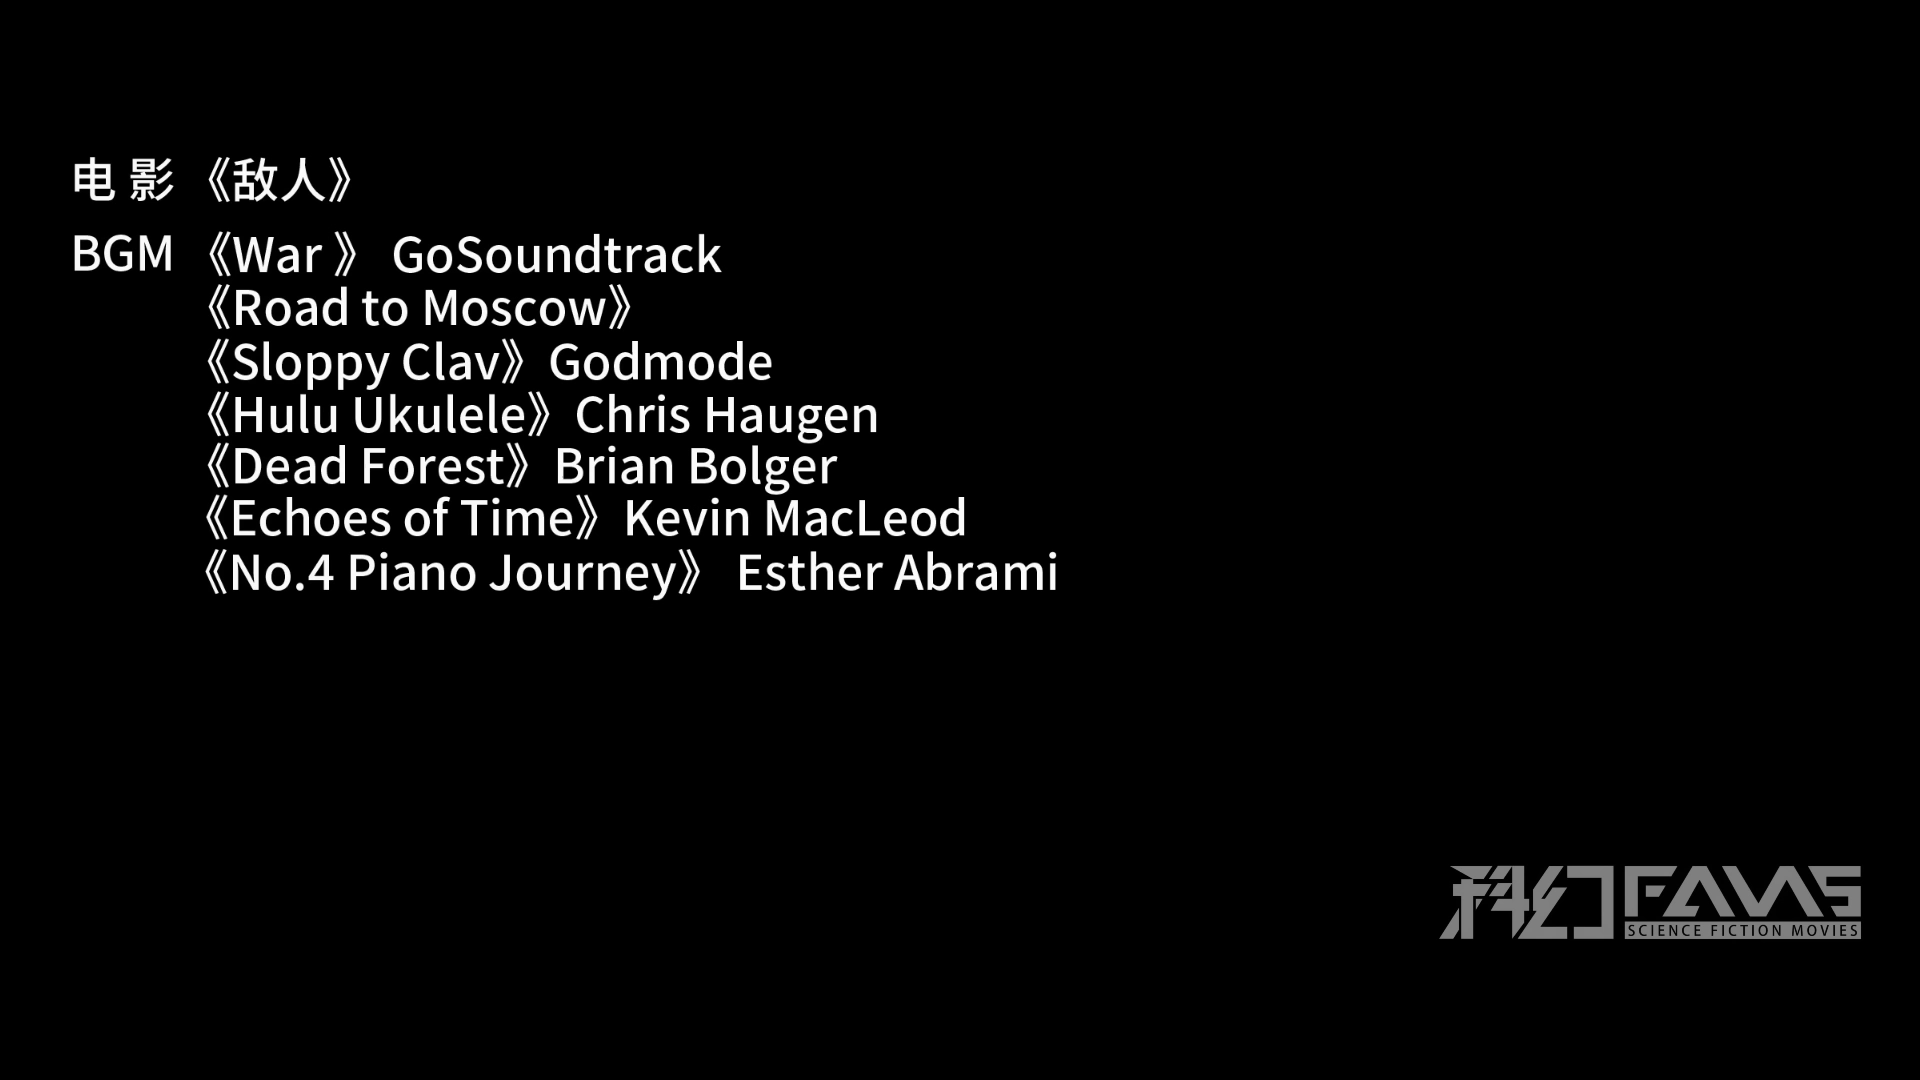 电 影 《敌人》
BGM 《War 》 GoSoundtrack
《Road to Moscow》
《Sloppy Clav》Godmode
《Hulu Ukulele》Chris Haugen
《Dead Forest》Brian Bolger
《Echoes of Time》Kevin MacLeod
《No.4 Piano Journey》 Esther Abrami
科幻FANS
SCIENCE FICTION MOVIES